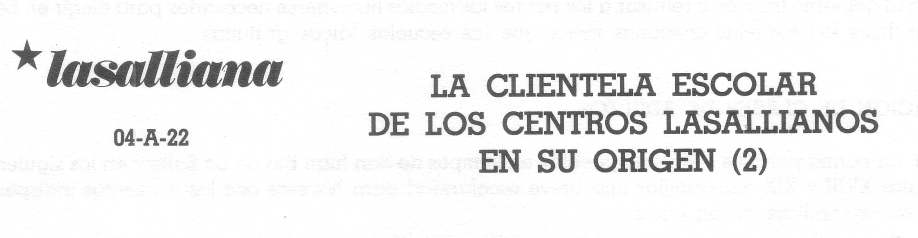 ★ lasalliana
04-A-22
LA CLIENTELA ESCOLAR
DE LOS CENTROS LASALLIANOS
EN SU ORIGEN (2)